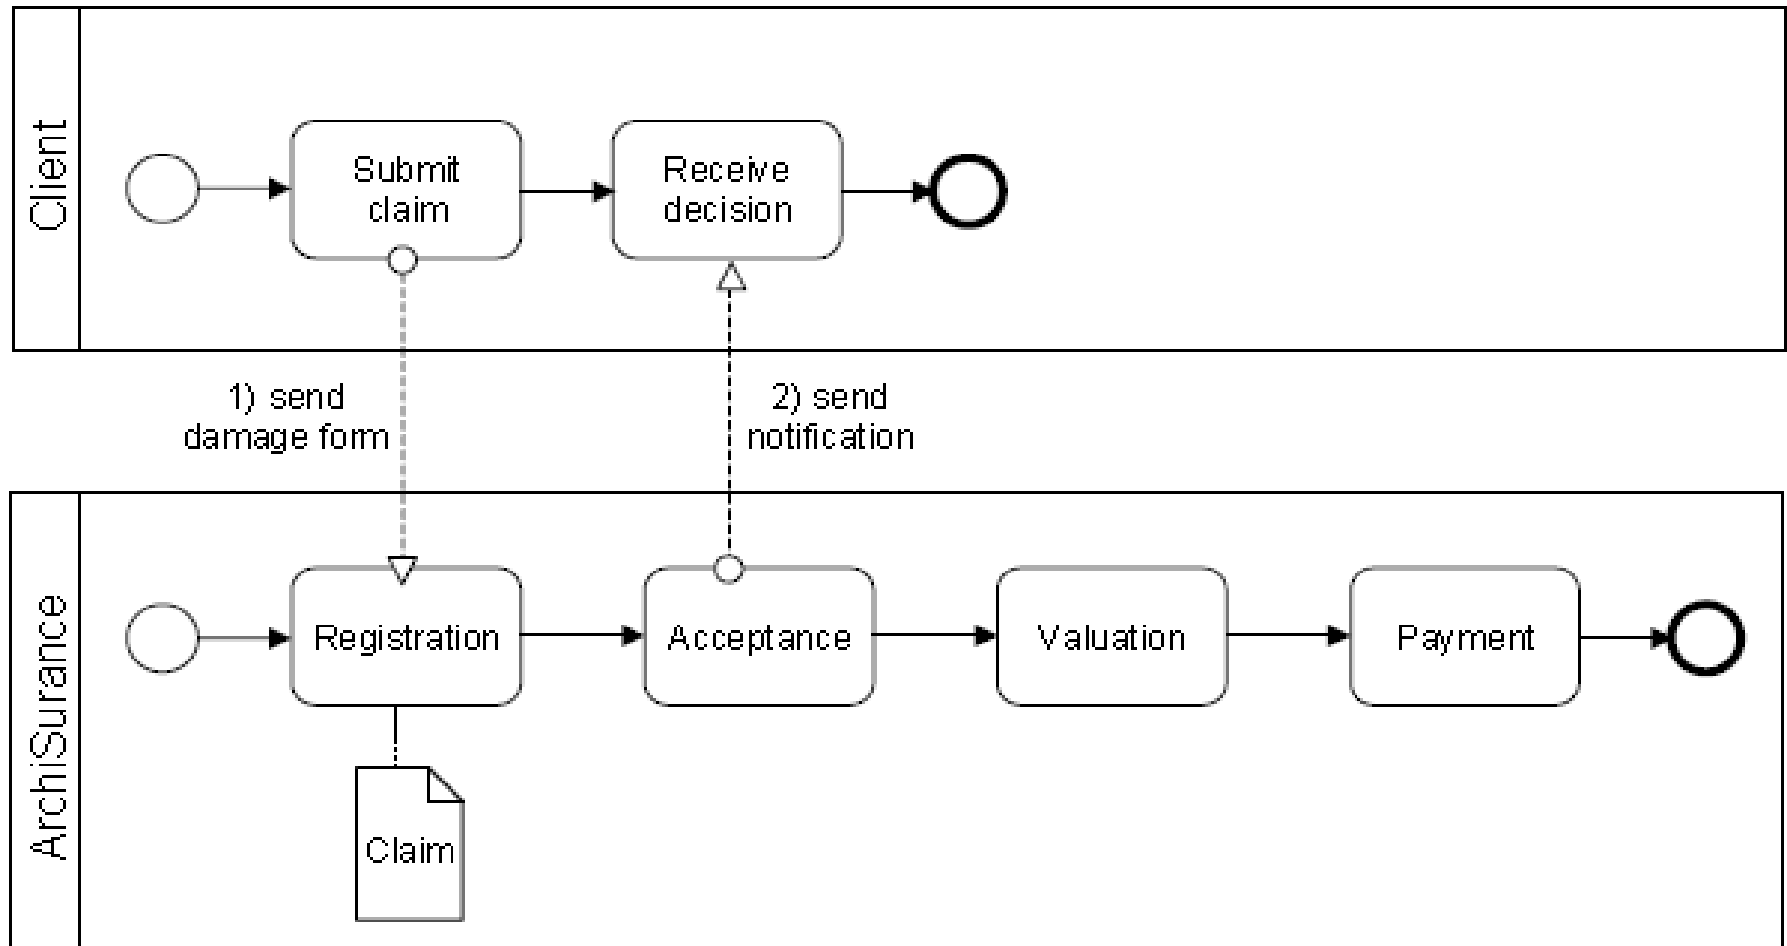 Client
Submit
claim
Receive
decision
1) send
damage form
2) send
notification
ArchiSurance
Registration
Acceptance
Valuation
Payment
Claim